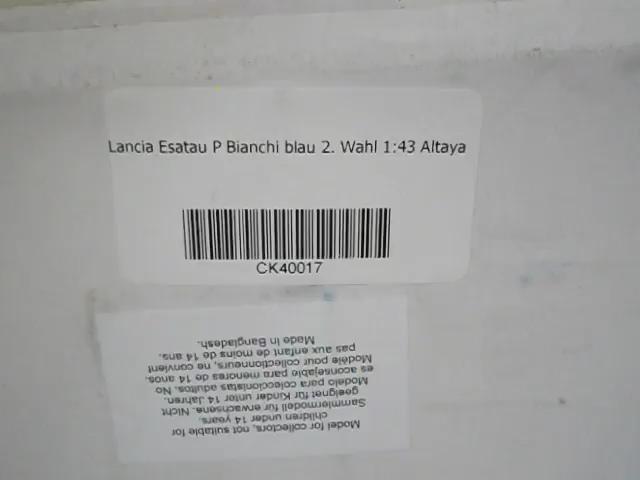 Lancia Esatau P Bianchi blau 2. Wahl 1:43 Altaya
CK40017
Model for collectors, not suitable for
children under 14 years.
Sammlermodell für erwachsene. Nicht
geeignet für Kinder unter 14 Jahren.
Modelo para coleccionistas adultos. No
es aconsejable para menores de 14 anos.
Modéle pour collectionneurs, ne convient
pas aux enfant de moins de 14 ans.
Made in Bangladesh.